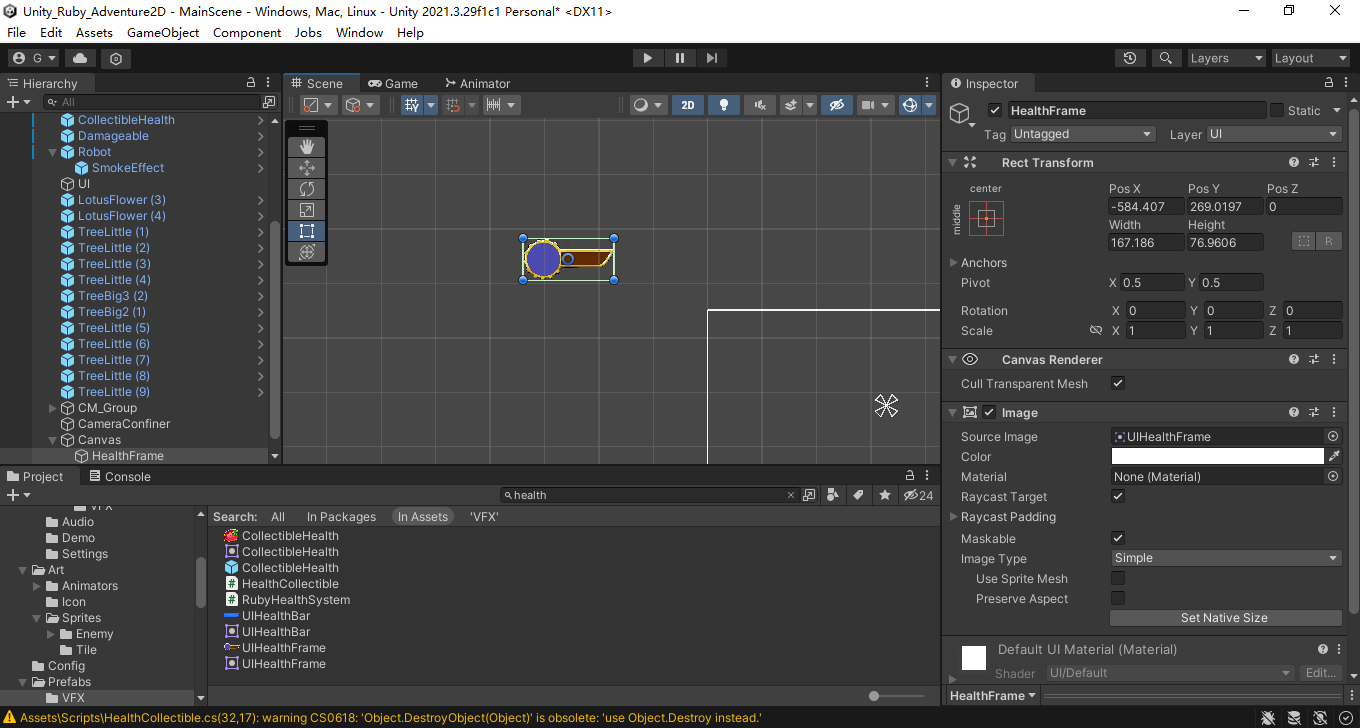 Unity_Ruby_Adventure2D - MainScene - Windows, Mac, Linux - Unity 2021.3.29f1c1 Personal* <DX11>
File Edit Assets GameObject Component Jobs Window Help
G Layers Layout
Hierarchy
All
CollectibleHealth
Damageable
Robot
SmokeEffect
UI
LotusFlower (3)
LotusFlower (4)
TreeLittle (1)
TreeLittle (2)
TreeLittle (3)
TreeLittle (4)
TreeBig3 (2)
TreeBig2 (1)
TreeLittle (5)
TreeLittle (6)
TreeLittle (7)
TreeLittle (8)
TreeLittle (9)
CM_Group
CameraConfiner
Canvas
HealthFrame
Scene Game Animator
2D
Inspector
HealthFrame Static
Tag Untagged Layer UI
Rect Transform
center
middle
Pos X Pos Y Pos Z
-584.407 269.0197 0
Width Height
167.186 76.9606 R
Anchors
Pivot X 0.5 Y 0.5
Rotation X 0 Y 0 Z 0
Scale X 1 Y 1 Z 1
Canvas Renderer
Cull Transparent Mesh
Image
Source Image UIHealthFrame
Color
Material None (Material)
Raycast Target
Raycast Padding
Maskable
Image Type Simple
Use Sprite Mesh
Preserve Aspect
Set Native Size
Default UI Material (Material)
Shader UI/Default Edit...
HealthFrame
Project Console
health 24
VFX
Audio
Demo
Settings
Art
Animators
Icon
Sprites
Enemy
Tile
Config
Prefabs
VFX
Search: All In Packages In Assets 'VFX'
CollectibleHealth
CollectibleHealth
CollectibleHealth
HealthCollectible
RubyHealthSystem
UIHealthBar
UIHealthBar
UIHealthFrame
UIHealthFrame
Assets\Scripts\HealthCollectible.cs(32,17): warning CS0618: 'Object.DestroyObject(Object)' is obsolete: 'use Object.Destroy instead.'